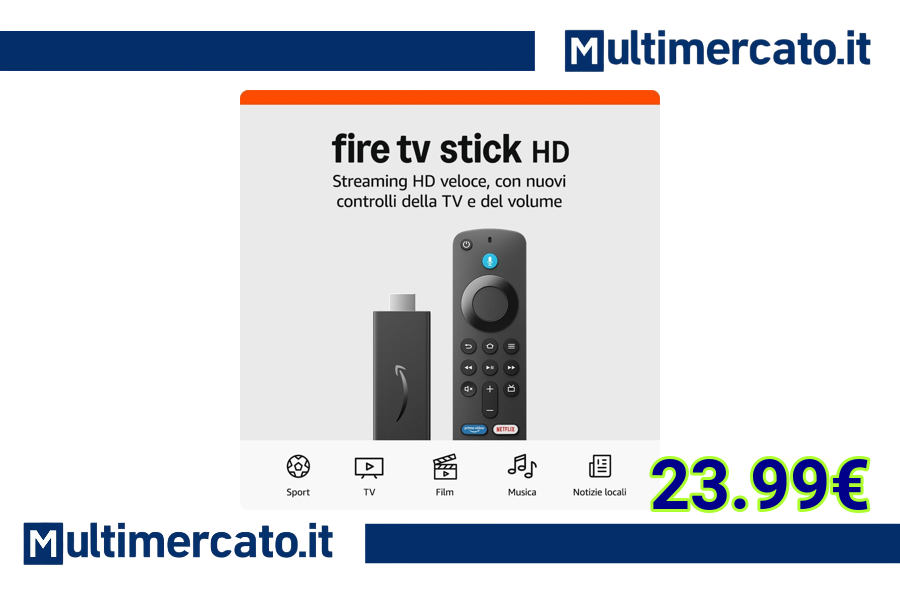 Multimercato.it
fire tv stick HD
Streaming HD veloce, con nuovi
controlli della TV e del volume
prime video
NETFLIX
Sport
TV
Film
Musica
Notizie locali
23.99€
Multimercato.it